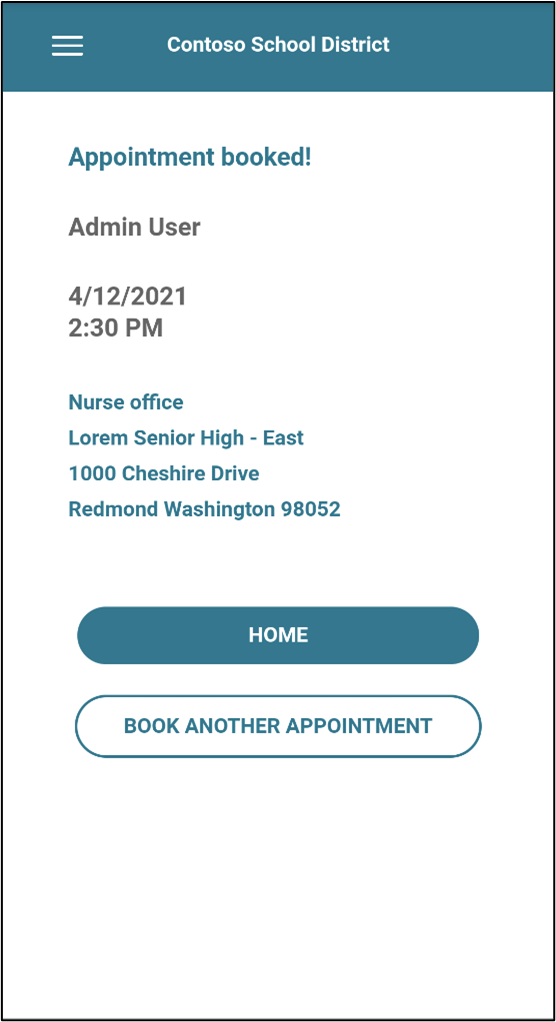 Contoso School District
Appointment booked!
Admin User
4/12/2021
2:30 PM
Nurse office
Lorem Senior High - East
1000 Cheshire Drive
Redmond Washington 98052
HOME
BOOK ANOTHER APPOINTMENT